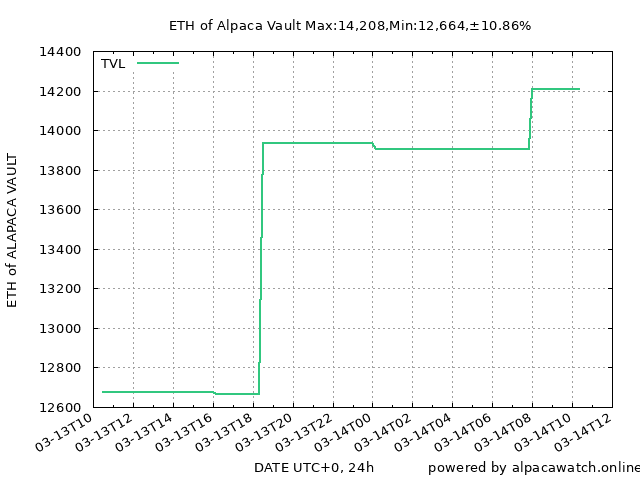 ETH of Alpaca Vault Max:14,208,Min:12,664,±10.86%
TVL
14400
14200
14000
13800
13600
13400
13200
13000
12800
12600
ETH of ALAPACA VAULT
03-13T10
03-13T12
03-13T14
03-13T16
03-13T18
03-13T20
03-13T22
03-14T00
03-14T02
03-14T04
03-14T06
03-14T08
03-14T10
03-14T12
DATE UTC+0, 24h
powered by alpacawatch.online